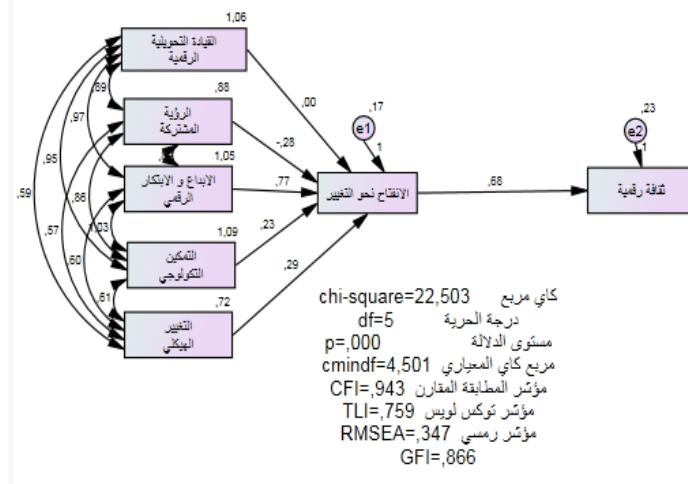 1,06
القيادة التحويلية
الرقمية
,89
,88
الرؤية
المشتركة
,97
1,05
الابداع و الابتكار
الرقمي
,95
,59
,86
1,03
1,09
التمكين
التكولوجي
,57
,60
,61
,72
التغيير
الهيكلي
,00
-,28
,77
,23
,29
,17
e1
1
الانفتاح نحو التغيير
,68
,23
e2
1
ثقافة رقمية
chi-square=22,503 كاي مربع
df=5 درجة الحرية
p=,000 مستوى الدلالة
cmindf=4,501 مربع كاي المعياري
CFI=,943 مؤشر المطابقة المقارن
TLI=,759 مؤشر توكس لويس
RMSEA=,347 مؤشر رمسي
GFI=,866